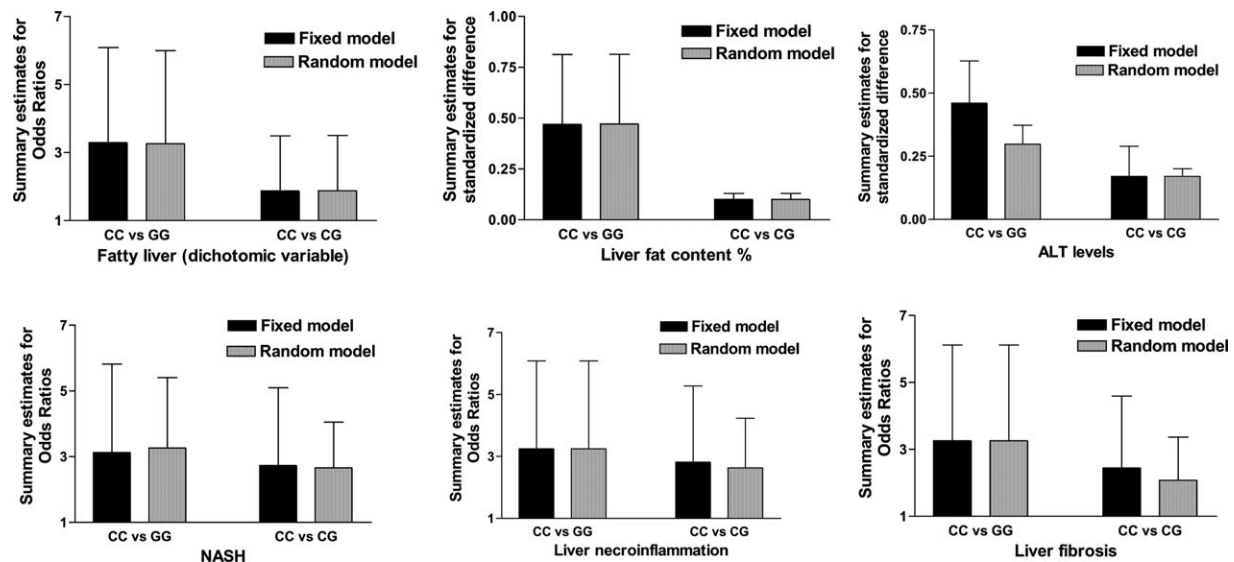 Summary estimates for
Odds Ratios
7
5
3
1
Fixed model
Random model
CC vs GG
CC vs CG
Fatty liver (dichotomic variable)
Summary estimates for
standardized difference
1.00
0.75
0.50
0.25
0.00
Fixed model
Random model
CC vs GG
CC vs CG
Liver fat content %
Summary estimates for
standardized difference
0.75
0.50
0.25
0.00
Fixed model
Random model
CC vs GG
CC vs CG
ALT levels
Summary estimates for
Odds Ratios
7
5
3
1
Fixed model
Random model
CC vs GG
CC vs CG
NASH
Summary estimates for
Odds Ratios
7
5
3
1
Fixed model
Random model
CC vs GG
CC vs CG
Liver necroinflammation
Summary estimates for
Odds Ratios
7
5
3
1
Fixed model
Random model
CC vs GG
CC vs CG
Liver fibrosis